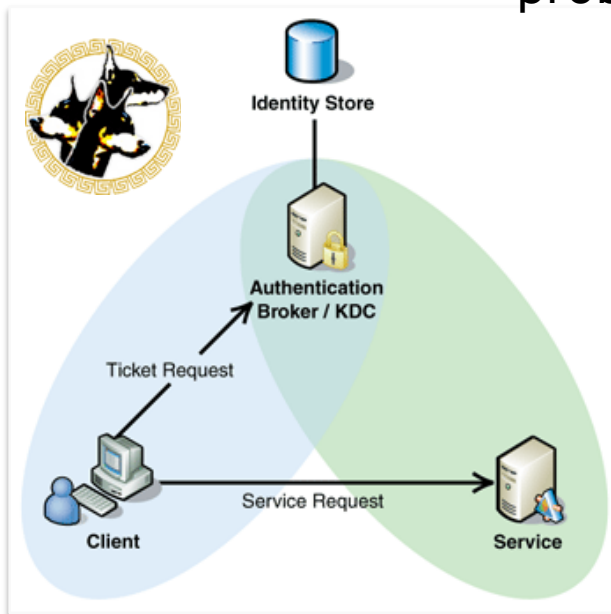 Identity Store
Authentication
Broker / KDC
Ticket Request
Service Request
Client
Service